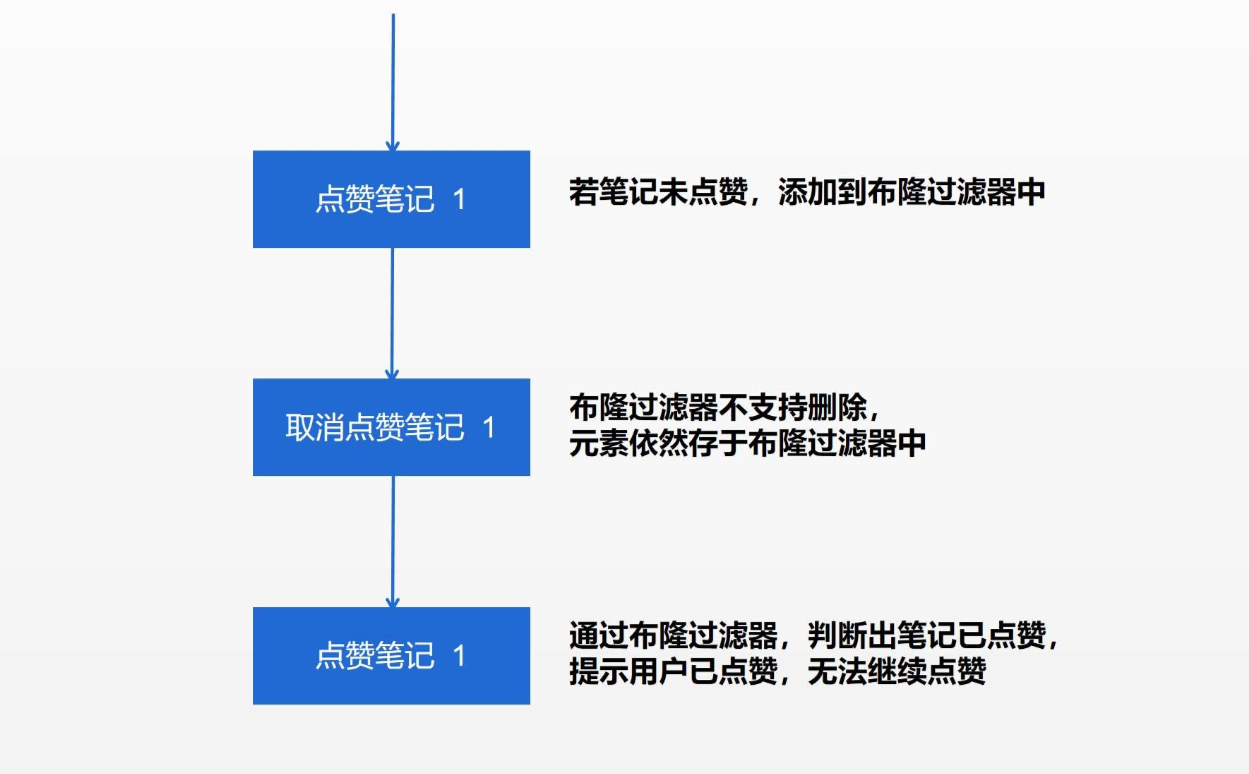 点赞笔记 1
若笔记未点赞，添加到布隆过滤器中
取消点赞笔记 1
布隆过滤器不支持删除，
元素依然存于布隆过滤器中
点赞笔记 1
通过布隆过滤器，判断出笔记已点赞，
提示用户已点赞，无法继续点赞